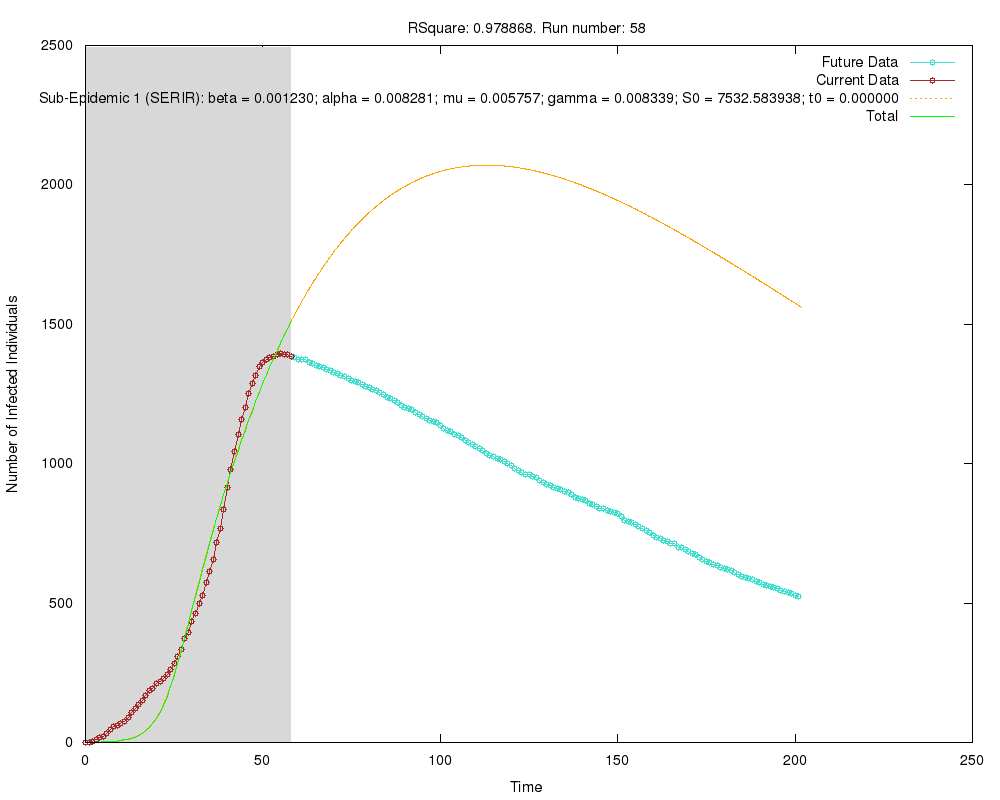 RSquare: 0.978868. Run number: 58
2500
2000
1500
1000
500
0
Number of Infected Individuals
Future Data
Current Data
Sub-Epidemic 1 (SERIR): beta = 0.001230; alpha = 0.008281; mu = 0.005757; gamma = 0.008339; S0 = 7532.583938; t0 = 0.000000
Total
0 50 100 150 200 250
Time